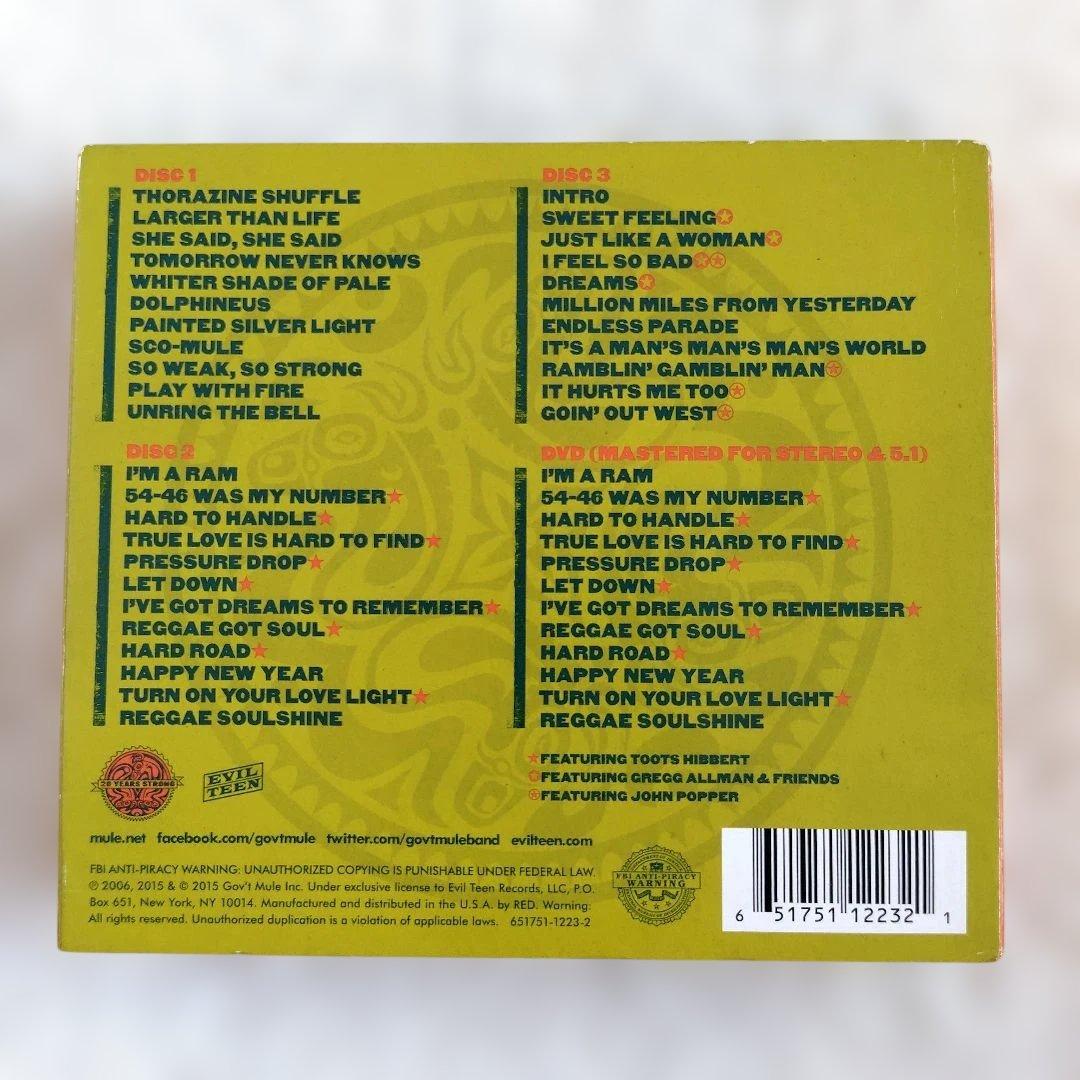 DISC 1
THORAZINE SHUFFLE
LARGER THAN LIFE
SHE SAID, SHE SAID
TOMORROW NEVER KNOWS
WHITER SHADE OF PALE
DOLPHINEUS
PAINTED SILVER LIGHT
SCO-MULE
SO WEAK, SO STRONG
PLAY WITH FIRE
UNRING THE BELL
DISC 2
I'M A RAM
54-46 WAS MY NUMBER★
HARD TO HANDLE★
TRUE LOVE IS HARD TO FIND★
PRESSURE DROP★
LET DOWN★
I'VE GOT DREAMS TO REMEMBER★
REGGAE GOT SOUL★
HARD ROAD★
HAPPY NEW YEAR
TURN ON YOUR LOVE LIGHT★
REGGAE SOULSHINE
DISC 3
INTRO
SWEET FEELING✪
JUST LIKE A WOMAN✪
I FEEL SO BAD✪✪
DREAMS✪
MILLION MILES FROM YESTERDAY
ENDLESS PARADE
IT'S A MAN'S MAN'S MAN'S WORLD
RAMBLIN' GAMBLIN' MAN✪
IT HURTS ME TOO✪
GOIN' OUT WEST✪
DVD (MASTERED FOR STEREO & 5.1)
I'M A RAM
54-46 WAS MY NUMBER★
HARD TO HANDLE★
TRUE LOVE IS HARD TO FIND★
PRESSURE DROP★
LET DOWN★
I'VE GOT DREAMS TO REMEMBER★
REGGAE GOT SOUL★
HARD ROAD★
HAPPY NEW YEAR
TURN ON YOUR LOVE LIGHT★
REGGAE SOULSHINE
★FEATURING TOOTS HIBBERT
✪FEATURING GREGG ALLMAN & FRIENDS
✪FEATURING JOHN POPPER
20 YEARS STRONG
EVIL
TEEN
mule.net facebook.com/govtmule twitter.com/govtmuleband evilteen.com
FBI ANTI-PIRACY WARNING: UNAUTHORIZED COPYING IS PUNISHABLE UNDER FEDERAL LAW.
℗ 2006, 2015 & © 2015 Gov't Mule Inc. Under exclusive license to Evil Teen Records, LLC, P.O.
Box 651, New York, NY 10014. Manufactured and distributed in the U.S.A. by RED. Warning:
All rights reserved. Unauthorized duplication is a violation of applicable laws. 651751-1223-2
FBI ANTI-PIRACY
WARNING
6 51751 12232 1